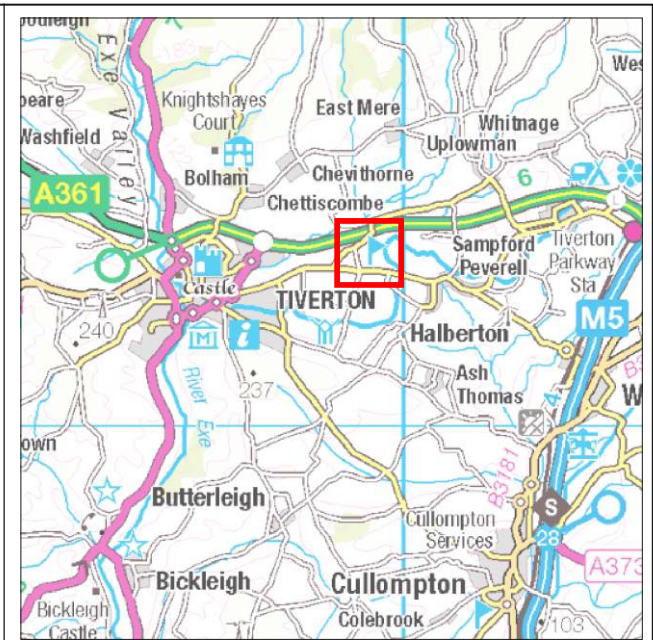 Exe
Valley
Knightshayes
Court
East Mere
Whitnage
Uplowman
Washfield
Bolham
Chevithorne
Chettiscombe
A361
6
Sampford
Peverell
Tiverton
Parkway
Sta
Castle
TIVERTON
M5
240
M
i
Halberton
River Exe
237
Ash
Thomas
4
Butterleigh
B3181
Cullompton
Services
S
28
A373
Bickleigh
Cullompton
Bickleigh
Castle
Colebrook
103